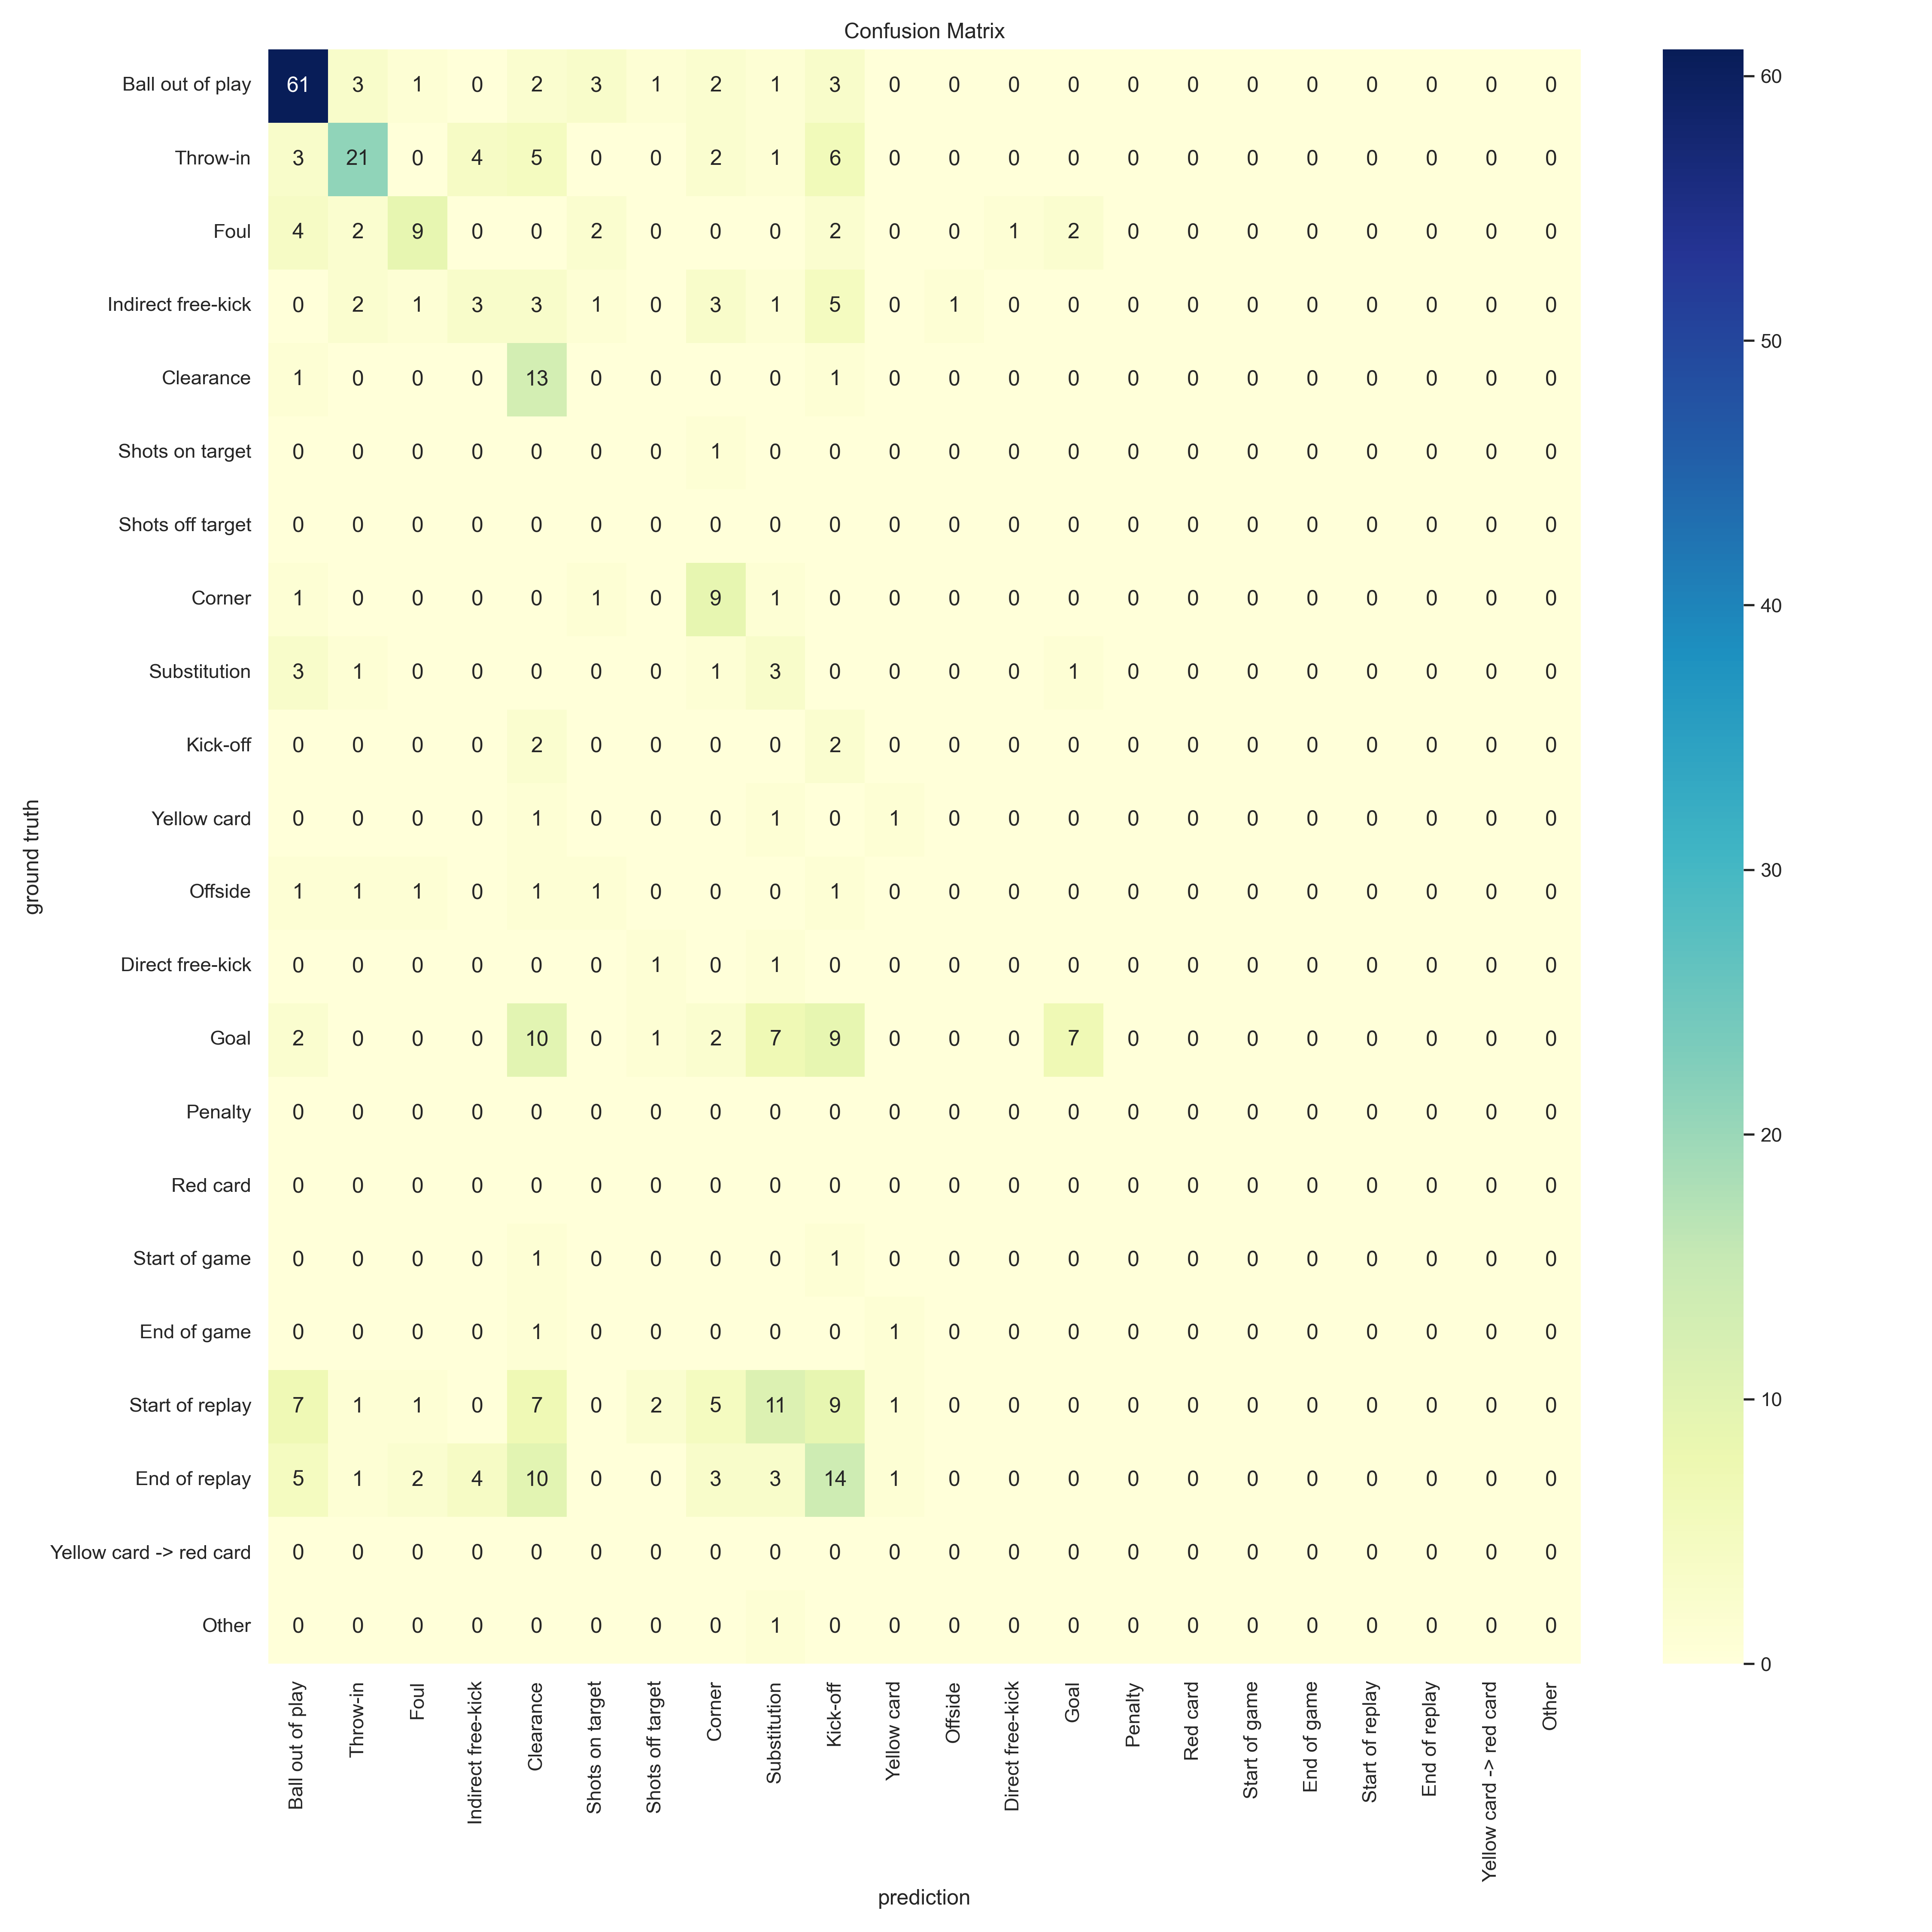 Confusion Matrix
Ball out of play 61 3 1 0 2 3 1 2 1 3 0 0 0 0 0 0 0 0 0 0 0 0
Throw-in 3 21 0 4 5 0 0 2 1 6 0 0 0 0 0 0 0 0 0 0 0 0
Foul 4 2 9 0 0 2 0 0 0 2 0 0 1 2 0 0 0 0 0 0 0 0
Indirect free-kick 0 2 1 3 3 1 0 3 1 5 0 1 0 0 0 0 0 0 0 0 0 0
Clearance 1 0 0 0 13 0 0 0 0 1 0 0 0 0 0 0 0 0 0 0 0 0
Shots on target 0 0 0 0 0 0 0 1 0 0 0 0 0 0 0 0 0 0 0 0 0 0
Shots off target 0 0 0 0 0 0 0 0 0 0 0 0 0 0 0 0 0 0 0 0 0 0
Corner 1 0 0 0 0 1 0 9 1 0 0 0 0 0 0 0 0 0 0 0 0 0
Substitution 3 1 0 0 0 0 0 1 3 0 0 0 0 1 0 0 0 0 0 0 0 0
Kick-off 0 0 0 0 2 0 0 0 0 2 0 0 0 0 0 0 0 0 0 0 0 0
Yellow card 0 0 0 0 1 0 0 0 1 0 1 0 0 0 0 0 0 0 0 0 0 0
Offside 1 1 1 0 1 1 0 0 0 1 0 0 0 0 0 0 0 0 0 0 0 0
Direct free-kick 0 0 0 0 0 0 1 0 1 0 0 0 0 0 0 0 0 0 0 0 0 0
Goal 2 0 0 0 10 0 1 2 7 9 0 0 0 7 0 0 0 0 0 0 0 0
Penalty 0 0 0 0 0 0 0 0 0 0 0 0 0 0 0 0 0 0 0 0 0 0
Red card 0 0 0 0 0 0 0 0 0 0 0 0 0 0 0 0 0 0 0 0 0 0
Start of game 0 0 0 0 1 0 0 0 0 1 0 0 0 0 0 0 0 0 0 0 0 0
End of game 0 0 0 0 1 0 0 0 0 0 1 0 0 0 0 0 0 0 0 0 0 0
Start of replay 7 1 1 0 7 0 2 5 11 9 1 0 0 0 0 0 0 0 0 0 0 0
End of replay 5 1 2 4 10 0 0 3 3 14 1 0 0 0 0 0 0 0 0 0 0 0
Yellow card -> red card 0 0 0 0 0 0 0 0 0 0 0 0 0 0 0 0 0 0 0 0 0 0
Other 0 0 0 0 0 0 0 0 1 0 0 0 0 0 0 0 0 0 0 0 0 0
ground truth
Ball out of play
Throw-in
Foul
Indirect free-kick
Clearance
Shots on target
Shots off target
Corner
Substitution
Kick-off
Yellow card
Offside
Direct free-kick
Goal
Penalty
Red card
Start of game
End of game
Start of replay
End of replay
Yellow card -> red card
Other
prediction
60
50
40
30
20
10
0